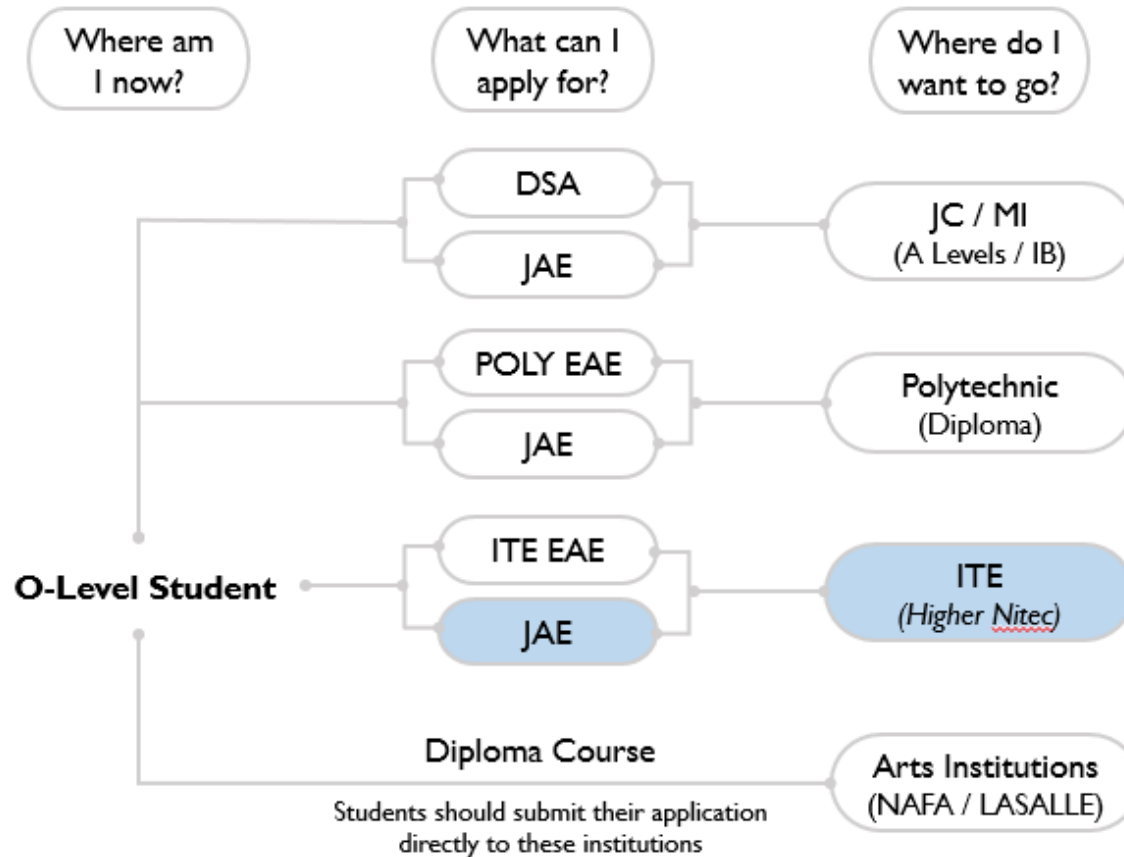 Where am
I now?
What can I
apply for?
Where do I
want to go?
DSA
JAE
JC / MI
(A Levels / IB)
POLY EAE
JAE
Polytechnic
(Diploma)
O-Level Student
ITE EAE
JAE
ITE
(Higher Nitec)
Diploma Course
Students should submit their application
directly to these institutions
Arts Institutions
(NAFA / LASALLE)